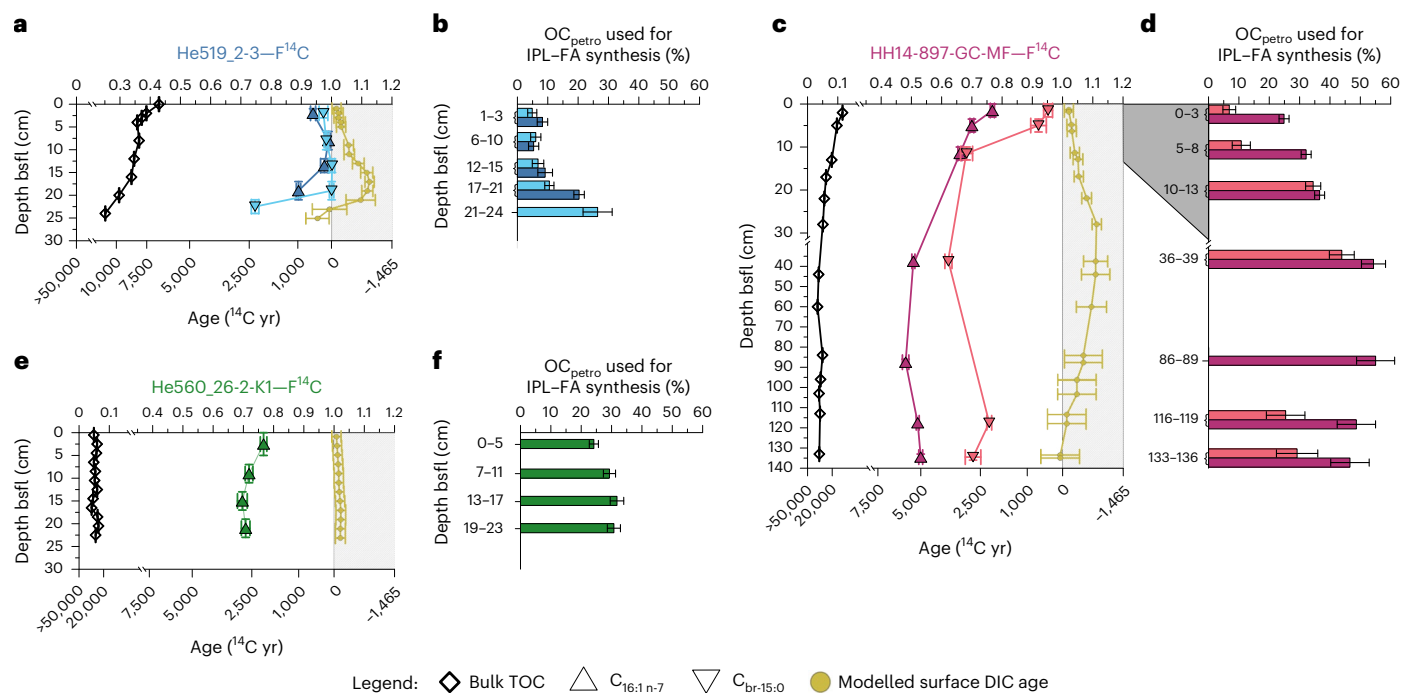 a
He519_2-3—F14C
0 0.3 0.4 0.5 0.6 0.7 0.8 0.9 1.0 1.1 1.2
Depth bsfl (cm)
0
5
10
15
20
25
30
>50,000 10,000 7,500 5,000 2,500 1,000 0 −1,465
Age (14C yr)
b
OCpetro used for
IPL–FA synthesis (%)
0 10 20 30 40 50 60
Depth bsfl (cm)
1–3
6–10
12–15
17–21
21–24
c
HH14-897-GC-MF—F14C
0 0.1 0.4 0.5 0.6 0.7 0.8 0.9 1.0 1.1 1.2
Depth bsfl (cm)
0
10
20
30
40
50
60
70
80
90
100
110
120
130
140
>50,000 20,000 7,500 5,000 2,500 1,000 0 −1,465
Age (14C yr)
d
OCpetro used for
IPL–FA synthesis (%)
0 10 20 30 40 50 60
Depth bsfl (cm)
0–3
5–8
10–13
36–39
86–89
116–119
133–136
e
He560_26-2-K1—F14C
0 0.1 0.4 0.5 0.6 0.7 0.8 0.9 1.0 1.1 1.2
Depth bsfl (cm)
0
5
10
15
20
25
30
>50,000 20,000 7,500 5,000 2,500 1,000 0 −1,465
Age (14C yr)
f
OCpetro used for
IPL–FA synthesis (%)
0 10 20 30 40 50 60
Depth bsfl (cm)
0–5
7–11
13–17
19–23
Legend: Bulk TOC C16:1 n-7 Cbr-15:0 Modelled surface DIC age